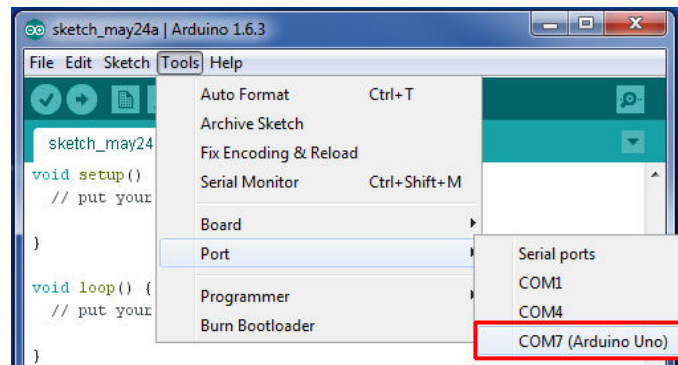 sketch_may24a | Arduino 1.6.3
File Edit Sketch Tools Help
sketch_may24
void setup()
// put your
}
void loop() {
// put your
}
Auto Format Ctrl+T
Archive Sketch
Fix Encoding & Reload
Serial Monitor Ctrl+Shift+M
Board
Port
Programmer
Burn Bootloader
Serial ports
COM1
COM4
COM7 (Arduino Uno)